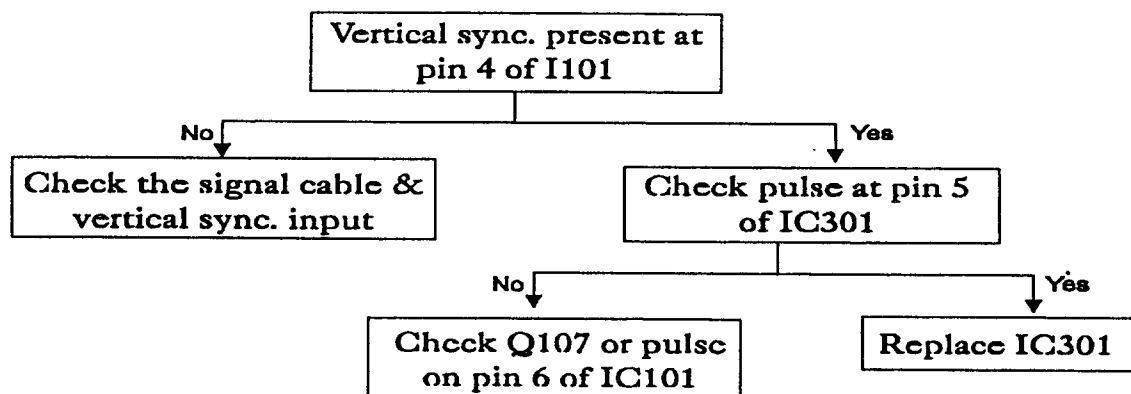 Vertical sync. present at
pin 4 of I101
No
Yes
Check the signal cable &
vertical sync. input
Check pulse at pin 5
of IC301
No
Yes
Check Q107 or pulse
on pin 6 of IC101
Replace IC301